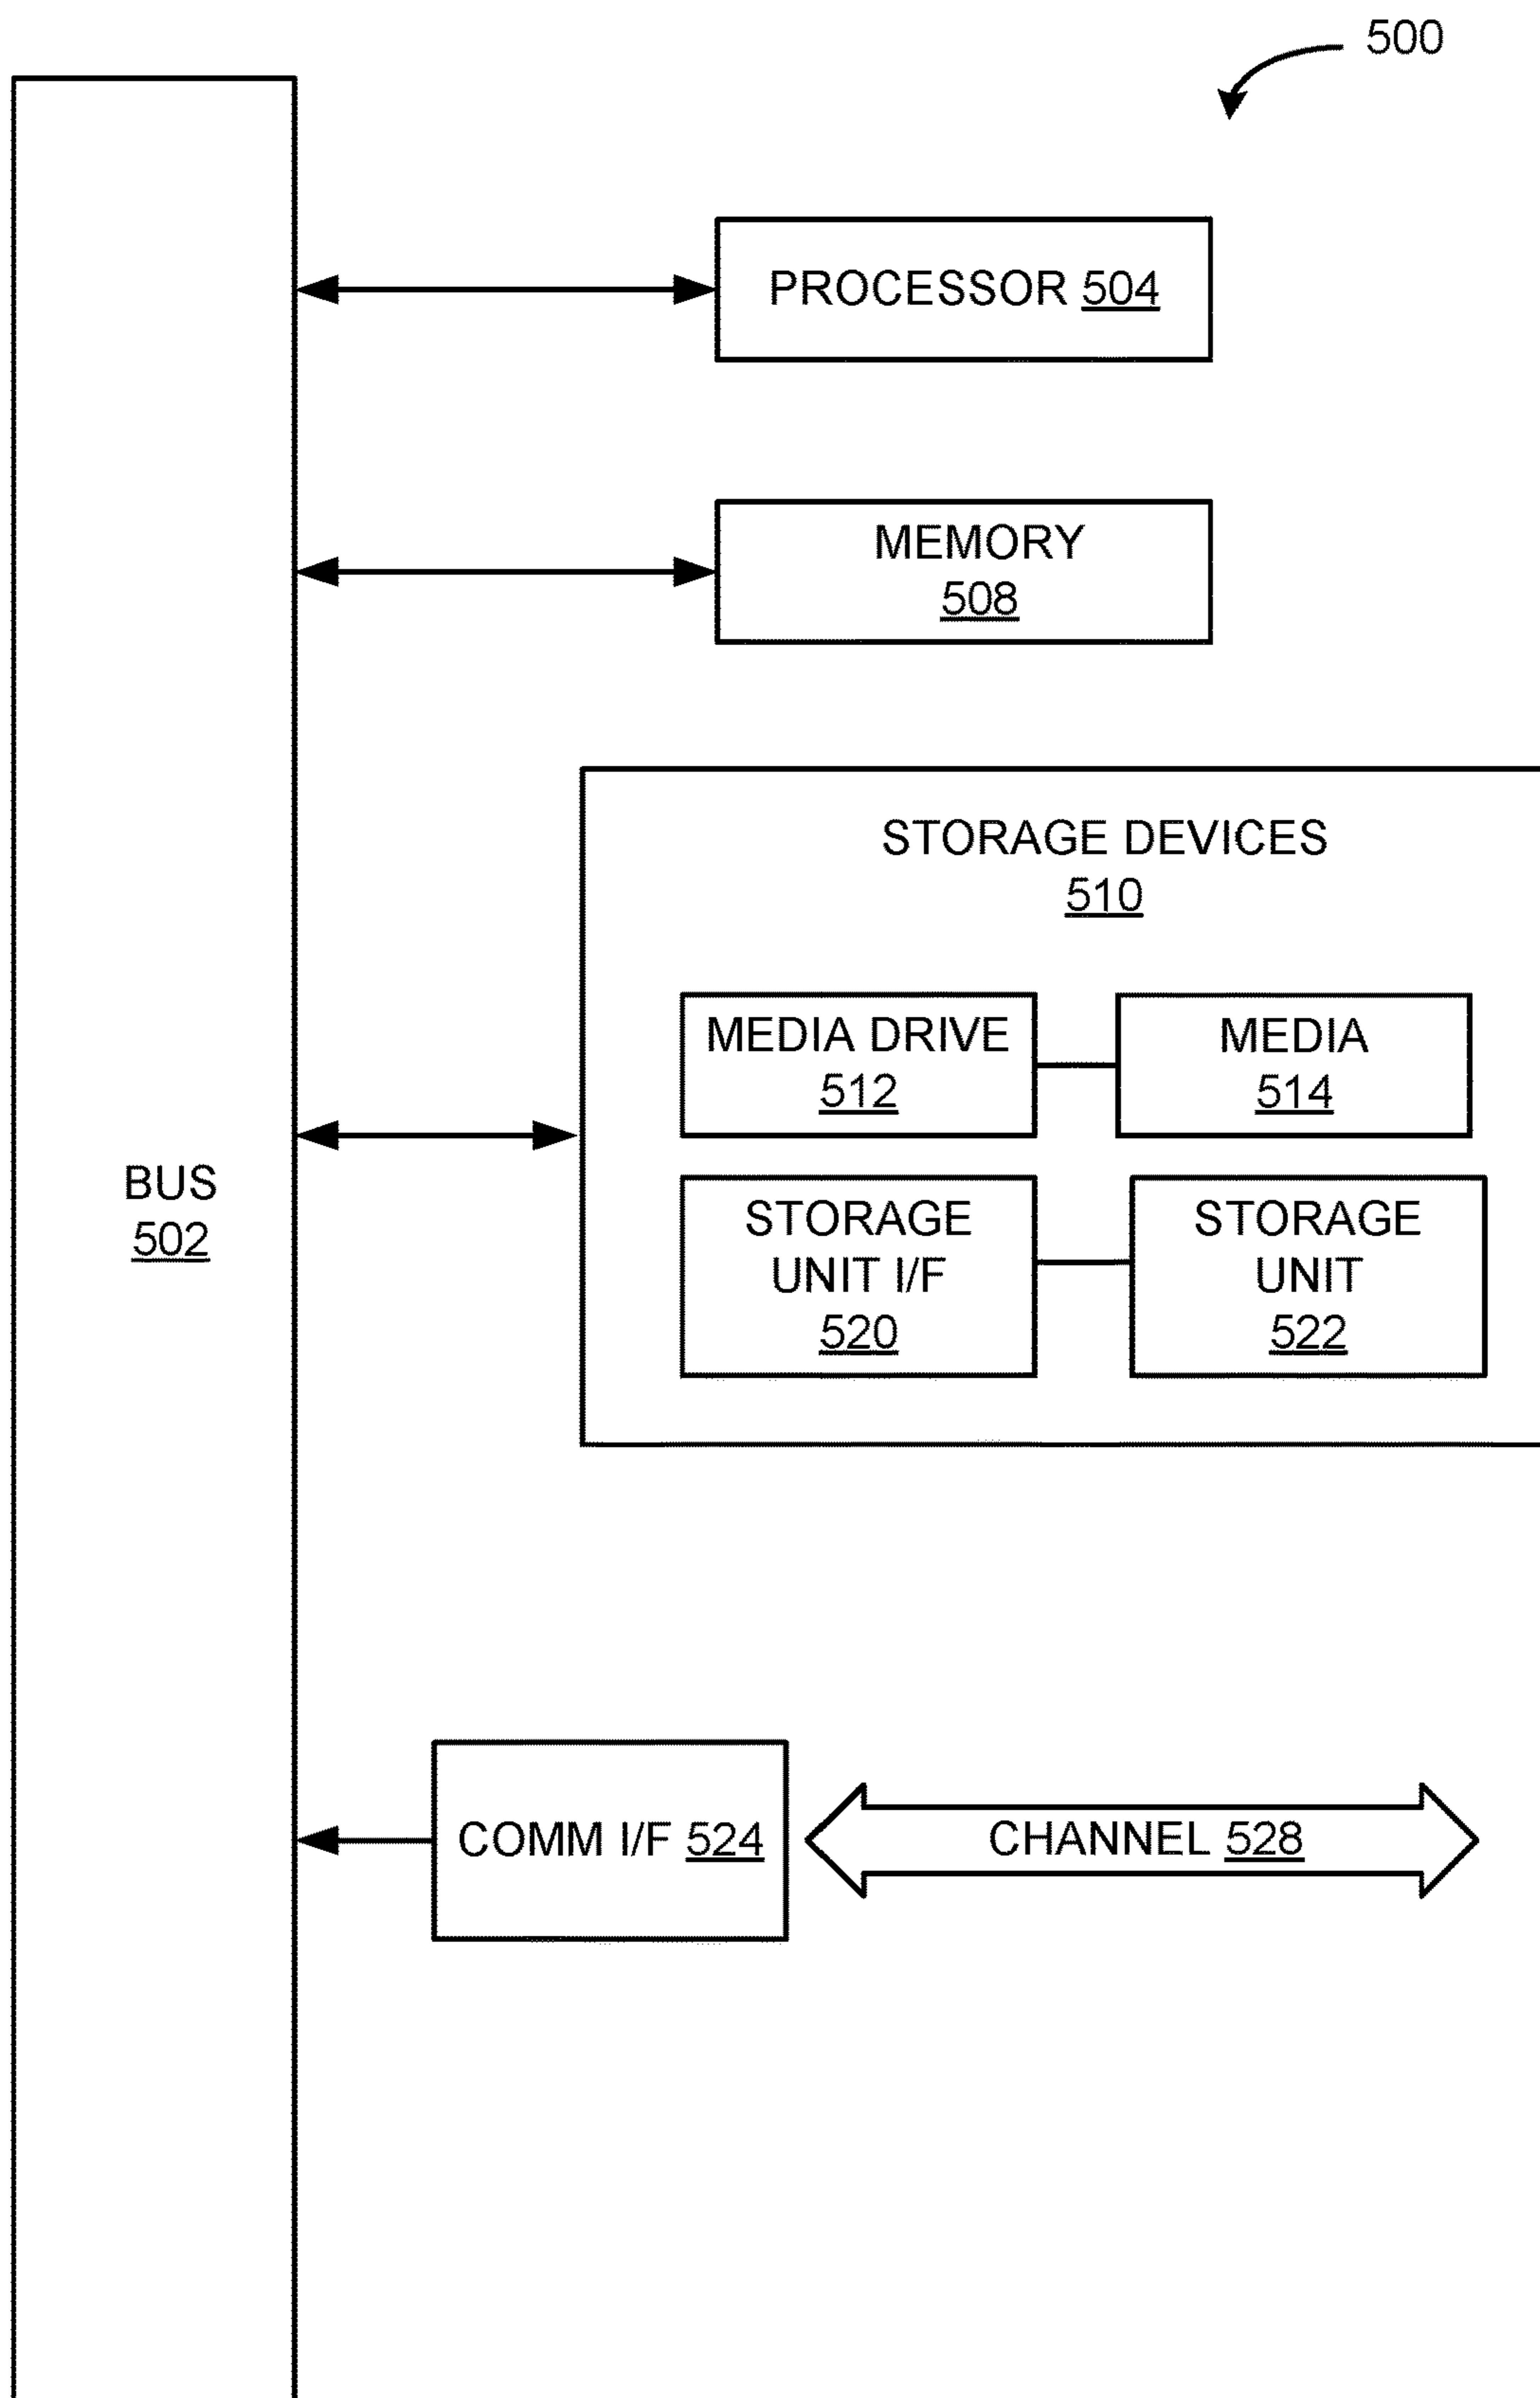 500
PROCESSOR 504
MEMORY
508
STORAGE DEVICES
510
MEDIA DRIVE
512
MEDIA
514
BUS
502
STORAGE
UNIT I/F
520
STORAGE
UNIT
522
COMM I/F 524
CHANNEL 528